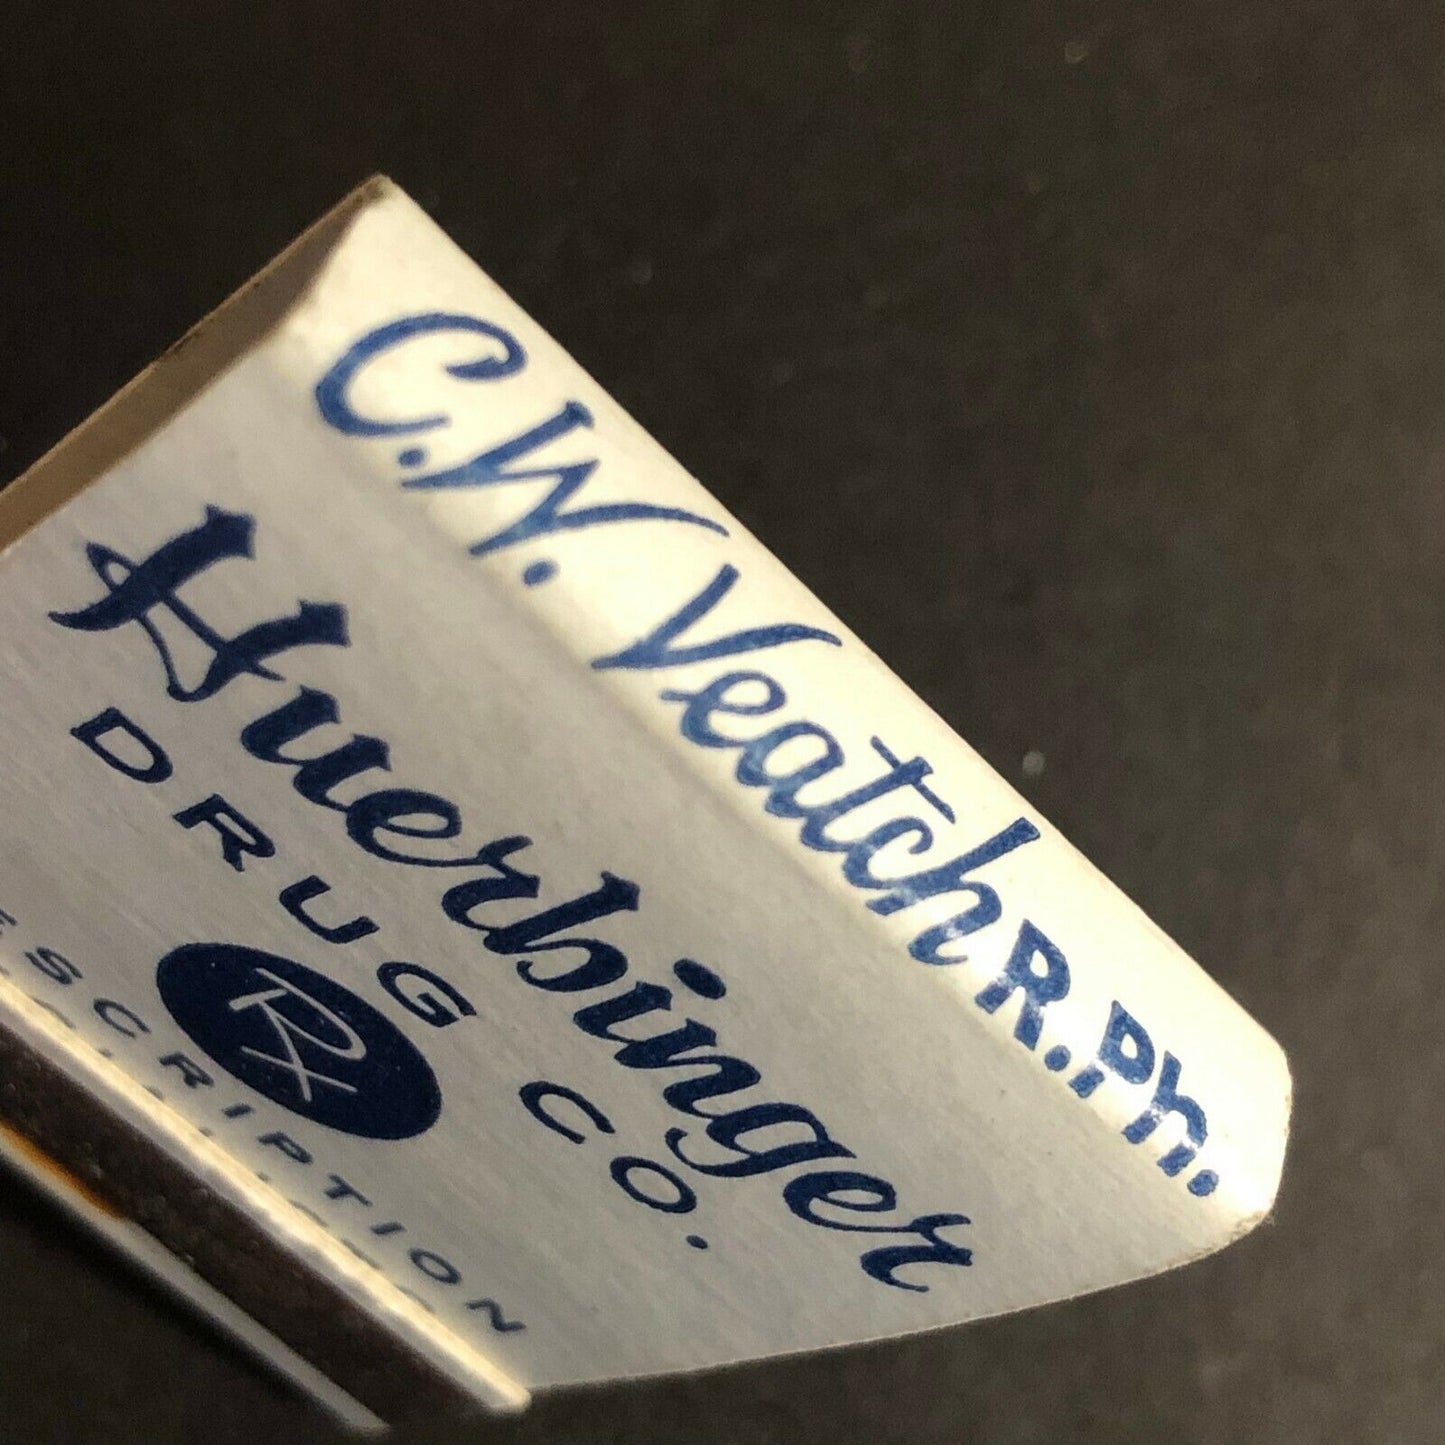 C.W. Veatch R.Ph.
Huerbinger
DRUG CO.
Rx
ESCRIPTION